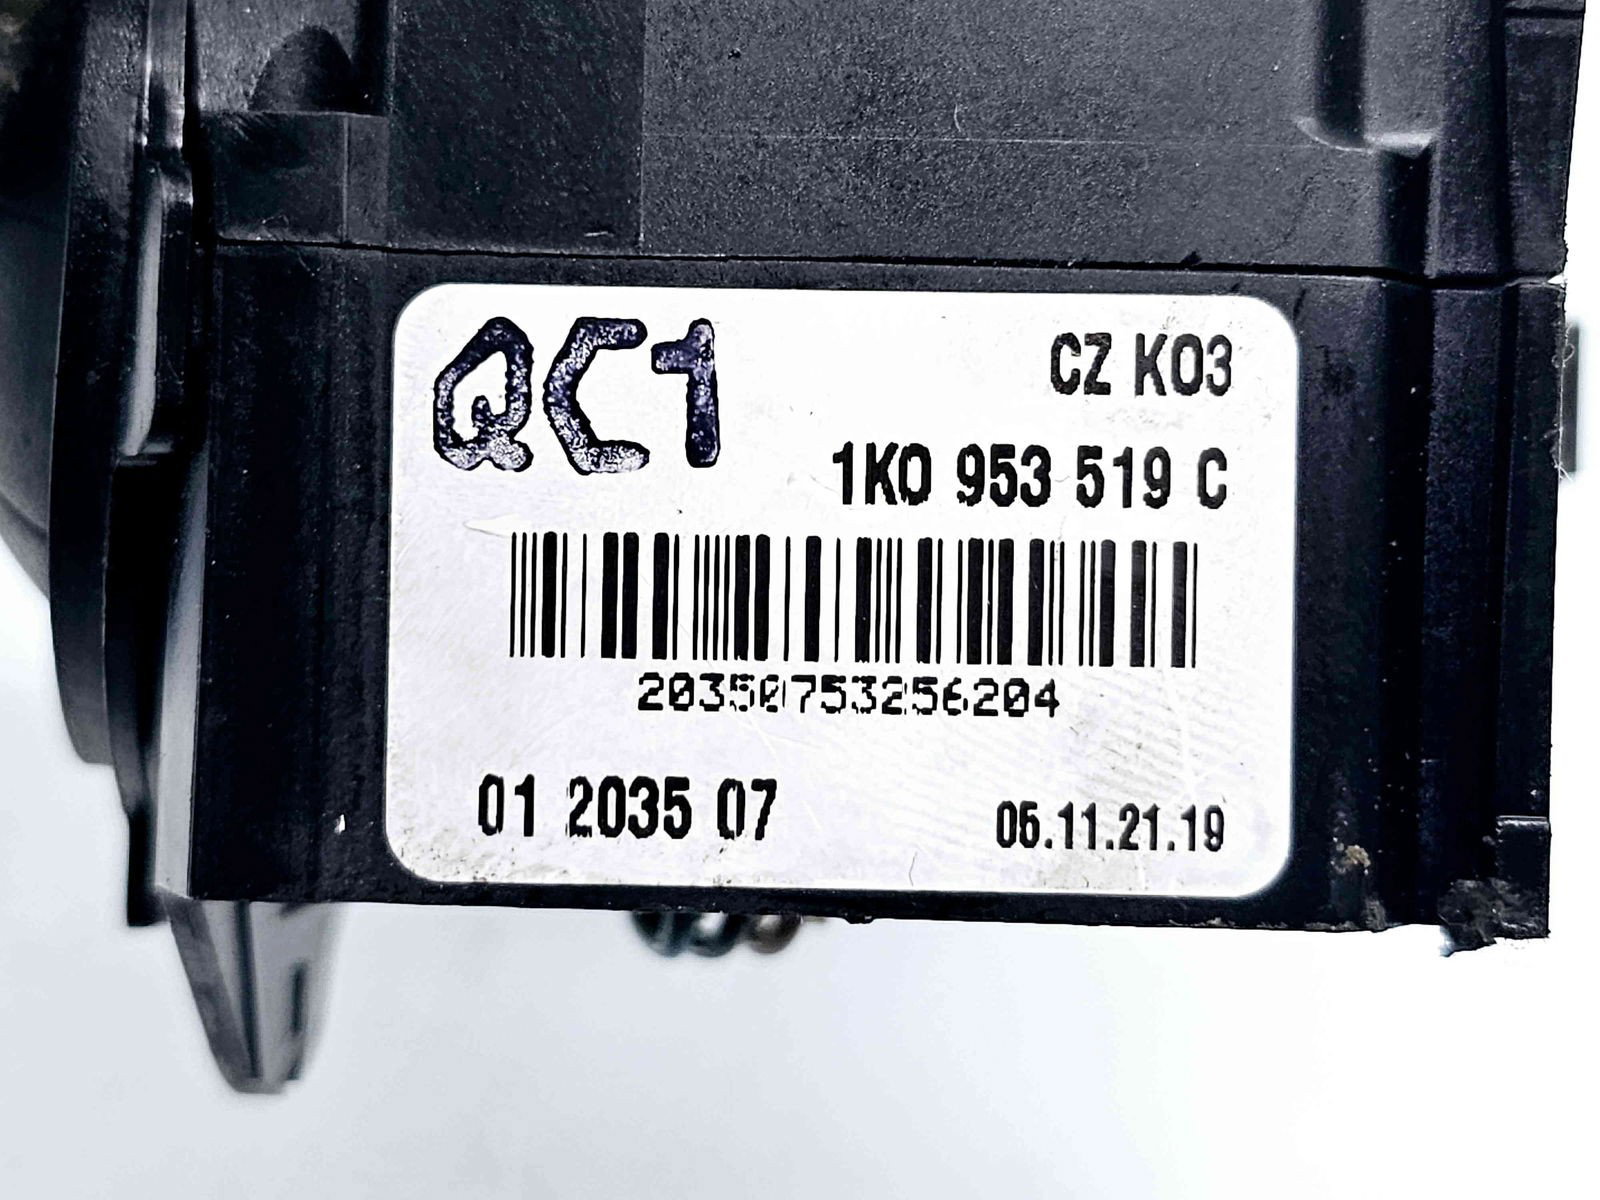 QC1
CZ K03
1K0 953 519 C
20350753256204
01 2035 07
05.11.21.19